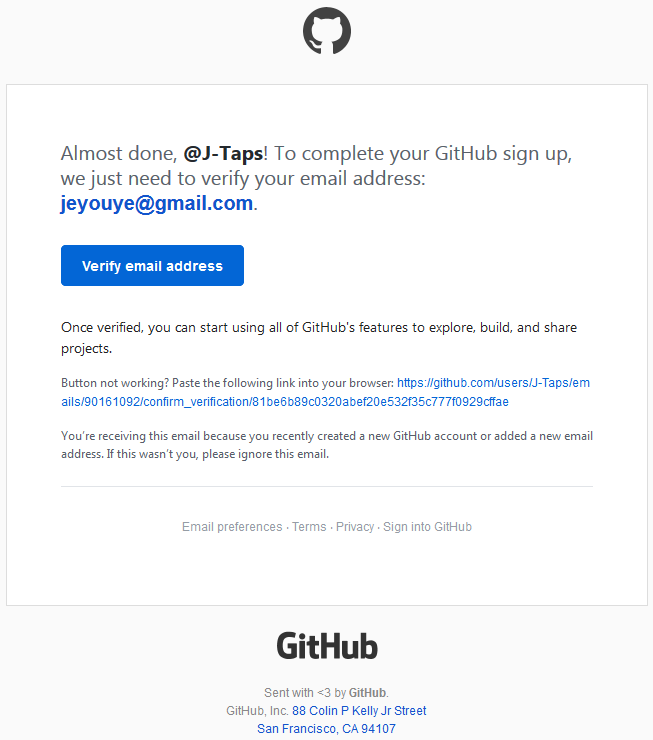 Almost done, @J-Taps! To complete your GitHub sign up,
we just need to verify your email address:
jeyouye@gmail.com.
Verify email address
Once verified, you can start using all of GitHub's features to explore, build, and share
projects.
Button not working? Paste the following link into your browser: https://github.com/users/J-Taps/em
ails/90161092/confirm_verification/81be6b89c0320abef20e532f35c777f0929cffae
You're receiving this email because you recently created a new GitHub account or added a new email
address. If this wasn't you, please ignore this email.
Email preferences · Terms · Privacy · Sign into GitHub
GitHub
Sent with <3 by GitHub.
GitHub, Inc. 88 Colin P Kelly Jr Street
San Francisco, CA 94107